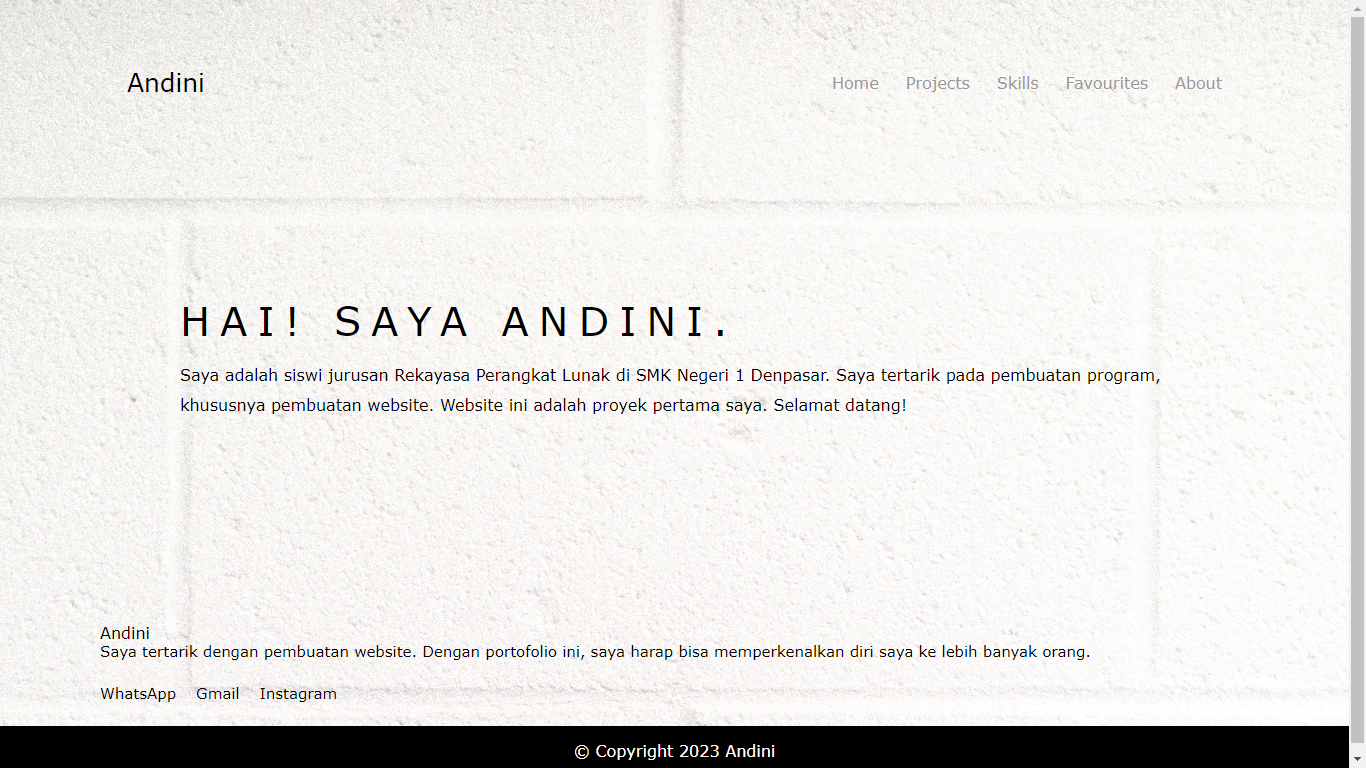 Andini
Home Projects Skills Favourites About
HAI! SAYA ANDINI.
Saya adalah siswi jurusan Rekayasa Perangkat Lunak di SMK Negeri 1 Denpasar. Saya tertarik pada pembuatan program,
khususnya pembuatan website. Website ini adalah proyek pertama saya. Selamat datang!
Andini
Saya tertarik dengan pembuatan website. Dengan portofolio ini, saya harap bisa memperkenalkan diri saya ke lebih banyak orang.
WhatsApp Gmail Instagram
© Copyright 2023 Andini